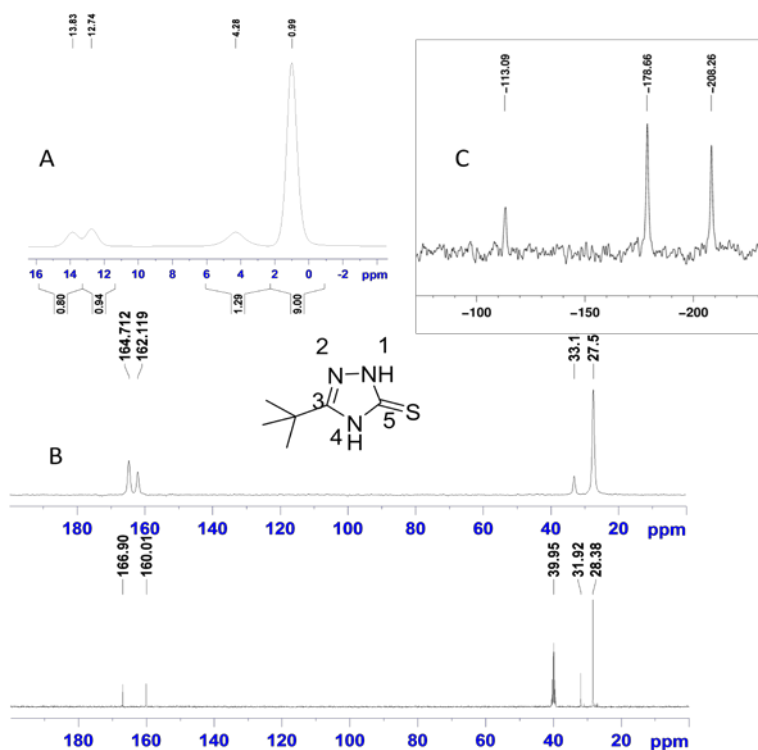 13.83 12.74 4.28 0.99
A
16 14 12 10 8 6 4 2 0 -2 ppm
0.80 0.94 1.29 9.00
-113.09 -178.66 -208.26
C
-100 -150 -200
164.712 162.119 33.1 27.5
2 1
N NH
3 5 S
4 N
H
B
180 160 140 120 100 80 60 40 20 ppm
166.90 160.01 39.95 31.92 28.38
180 160 140 120 100 80 60 40 20 ppm